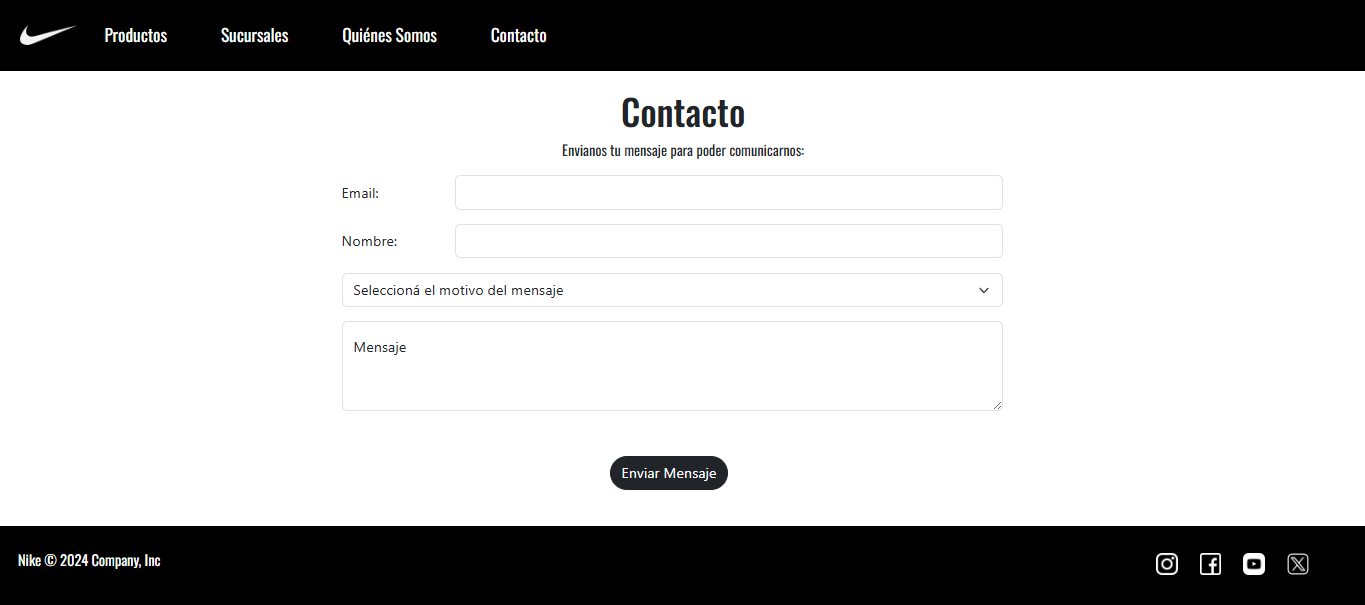 Productos Sucursales Quiénes Somos Contacto
Contacto
Envianos tu mensaje para poder comunicarnos:
Email:
Nombre:
Seleccioná el motivo del mensaje
Mensaje
Enviar Mensaje
Nike © 2024 Company, Inc